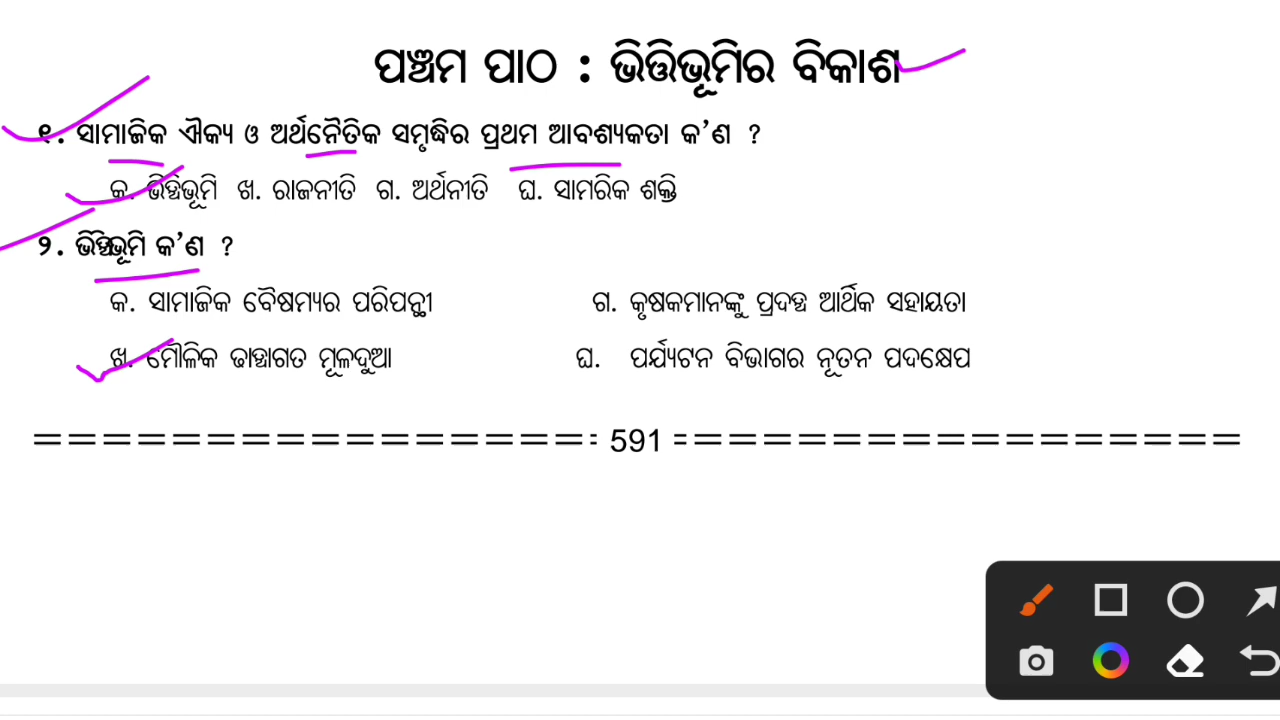 ପଞ୍ଚମ ପାଠ : ଭିତ୍ତିଭୂମିର ବିକାଶ
୧. ସାମାଜିକ ଐକ୍ୟ ଓ ଅର୍ଥନୈତିକ ସମୃଦ୍ଧିର ପ୍ରଥମ ଆବଶ୍ୟକତା କ'ଣ ?
କ. ଭିତ୍ତିଭୂମି ଖ. ରାଜନୀତି ଗ. ଅର୍ଥନୀତି ଘ. ସାମରିକ ଶକ୍ତି
୨. ଭିତ୍ତିଭୂମି କ'ଣ ?
କ. ସାମାଜିକ ବୈଷମ୍ୟର ପରିପନ୍ଥୀ ଗ. କୃଷକମାନଙ୍କୁ ପ୍ରଦତ୍ତ ଆର୍ଥିକ ସହାୟତା
ଖ. ମୌଳିକ ଢାଞ୍ଚାଗତ ମୂଳଦୁଆ ଘ. ପର୍ଯ୍ୟଟନ ବିଭାଗର ନୂତନ ପଦକ୍ଷେପ
591